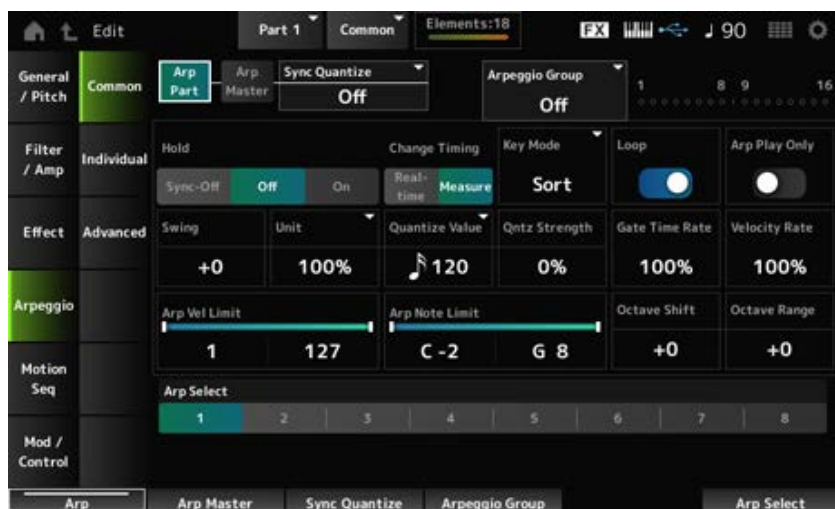 Edit Part 1 Common Elements:18 FX 90
General / Pitch
Common
Arp Part
Arp Master
Sync Quantize
Off
Arpeggio Group
Off
1 8 9 16
Filter / Amp
Individual
Hold
Sync-Off Off On
Change Timing
Real-time Measure
Key Mode
Sort
Loop
Arp Play Only
Effect
Advanced
Swing
+0
Unit
100%
Quantize Value
120
Qntz Strength
0%
Gate Time Rate
100%
Velocity Rate
100%
Arpeggio
Arp Vel Limit
1 127
Arp Note Limit
C -2 G 8
Octave Shift
+0
Octave Range
+0
Motion Seq
Arp Select
1 2 3 4 5 6 7 8
Mod / Control
Arp Arp Master Sync Quantize Arpeggio Group Arp Select